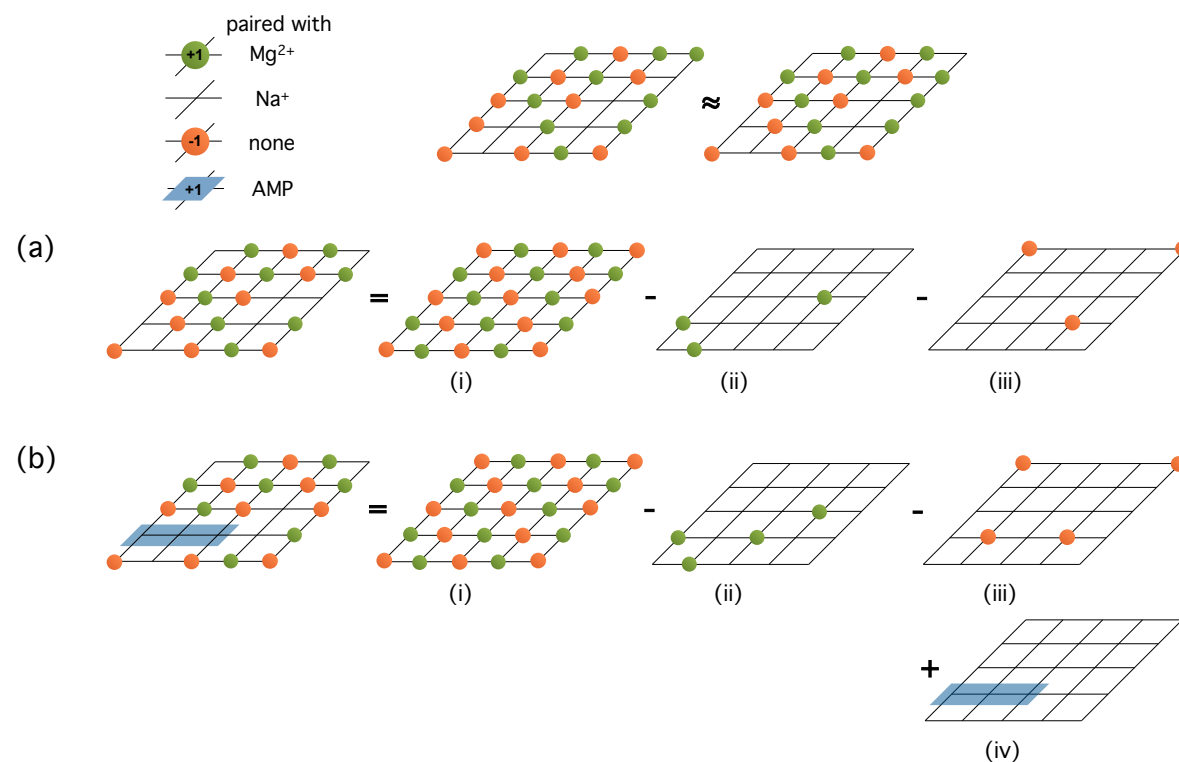 paired with
+1 Mg²⁺
Na⁺
-1 none
+1 AMP
≈
(a)
= - -
(i) (ii) (iii)
(b)
= - -
(i) (ii) (iii)
+
(iv)